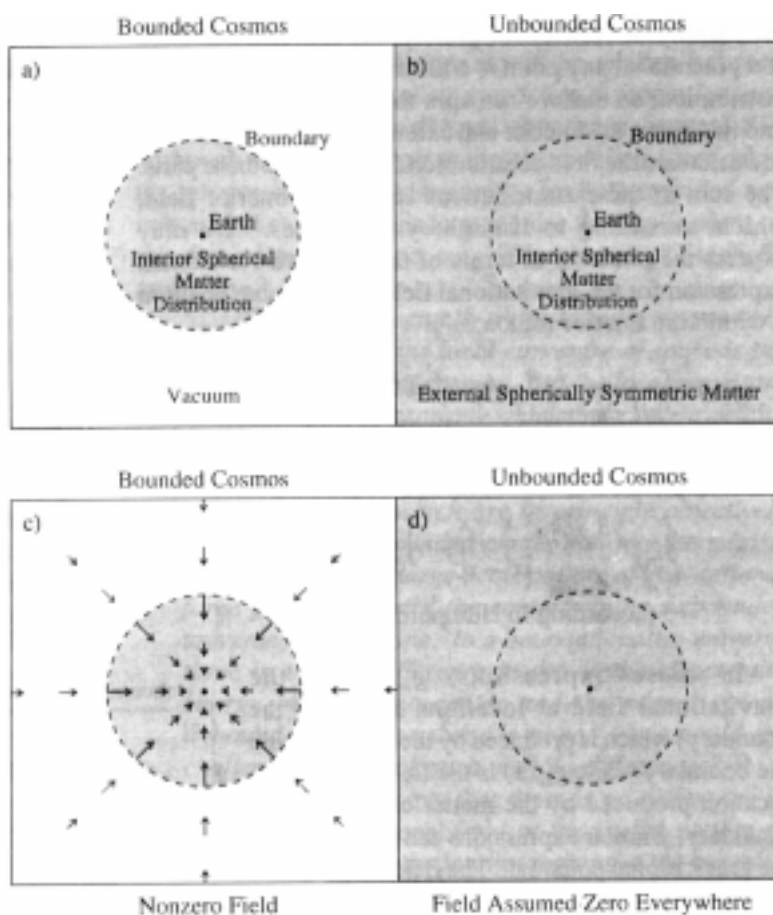 Bounded Cosmos
Unbounded Cosmos
a)
Boundary
Earth
Interior Spherical
Matter
Distribution
Vacuum
b)
Boundary
Earth
Interior Spherical
Matter
Distribution
External Spherically Symmetric Matter
Bounded Cosmos
Unbounded Cosmos
c)
d)
Nonzero Field
Field Assumed Zero Everywhere